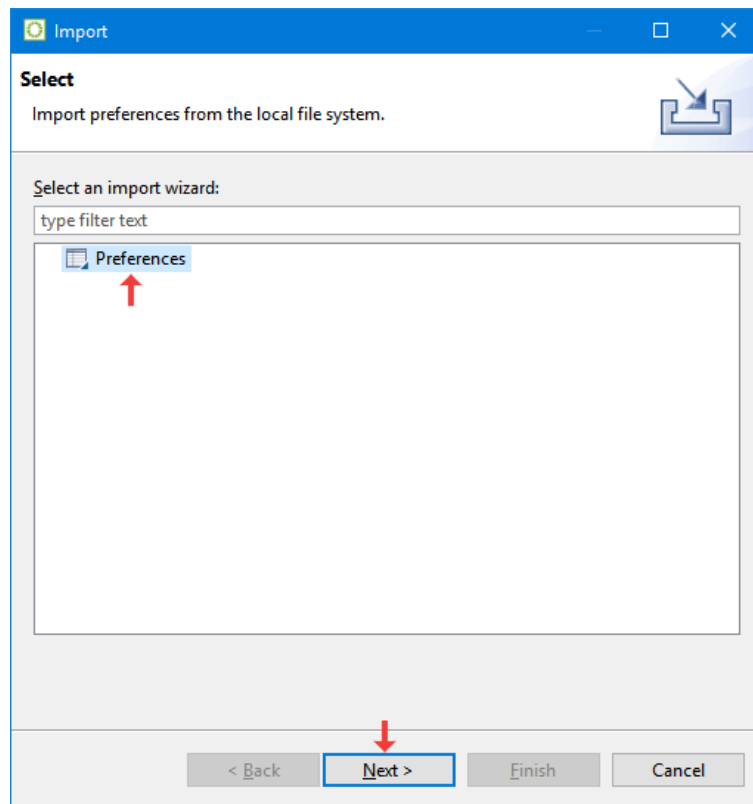 Import
Select
Import preferences from the local file system.
Select an import wizard:
type filter text
Preferences
< Back
Next >
Finish
Cancel